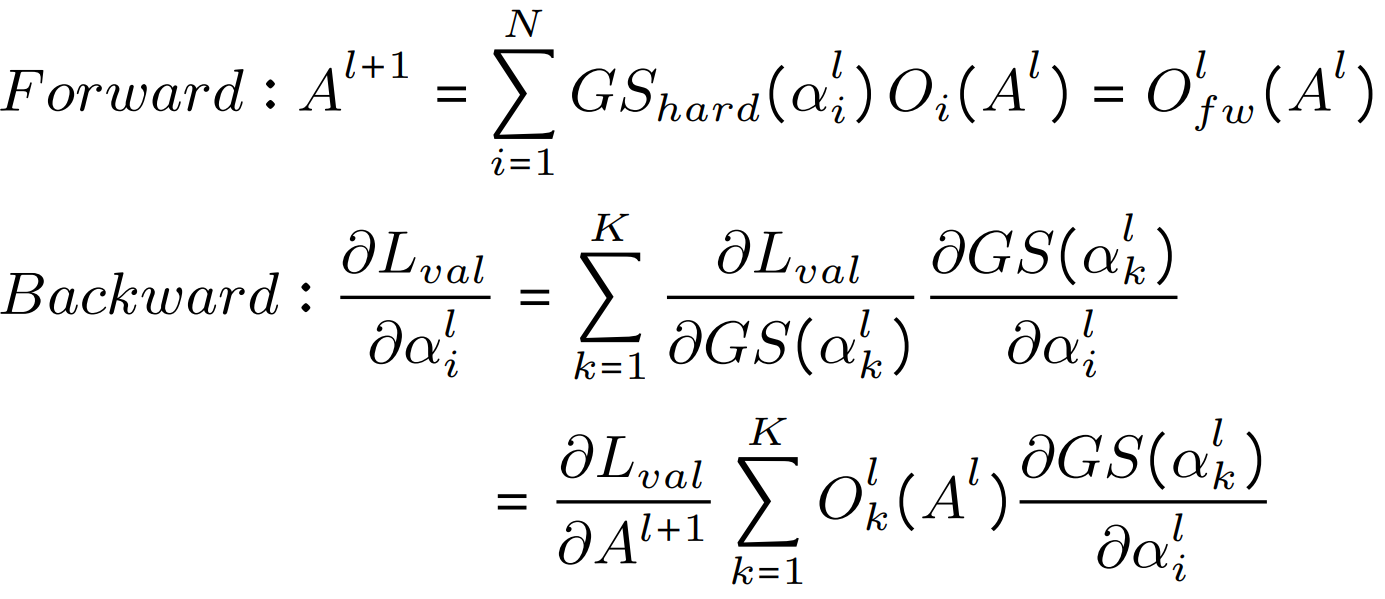 Forward : A^{l+1} = \sum_{i=1}^{N} GS_{hard}(\alpha_i^l) O_i(A^l) = O_{fw}^l(A^l)
Backward : \frac{\partial L_{val}}{\partial \alpha_i^l} = \sum_{k=1}^{K} \frac{\partial L_{val}}{\partial GS(\alpha_k^l)} \frac{\partial GS(\alpha_k^l)}{\partial \alpha_i^l}
= \frac{\partial L_{val}}{\partial A^{l+1}} \sum_{k=1}^{K} O_k^l(A^l) \frac{\partial GS(\alpha_k^l)}{\partial \alpha_i^l}